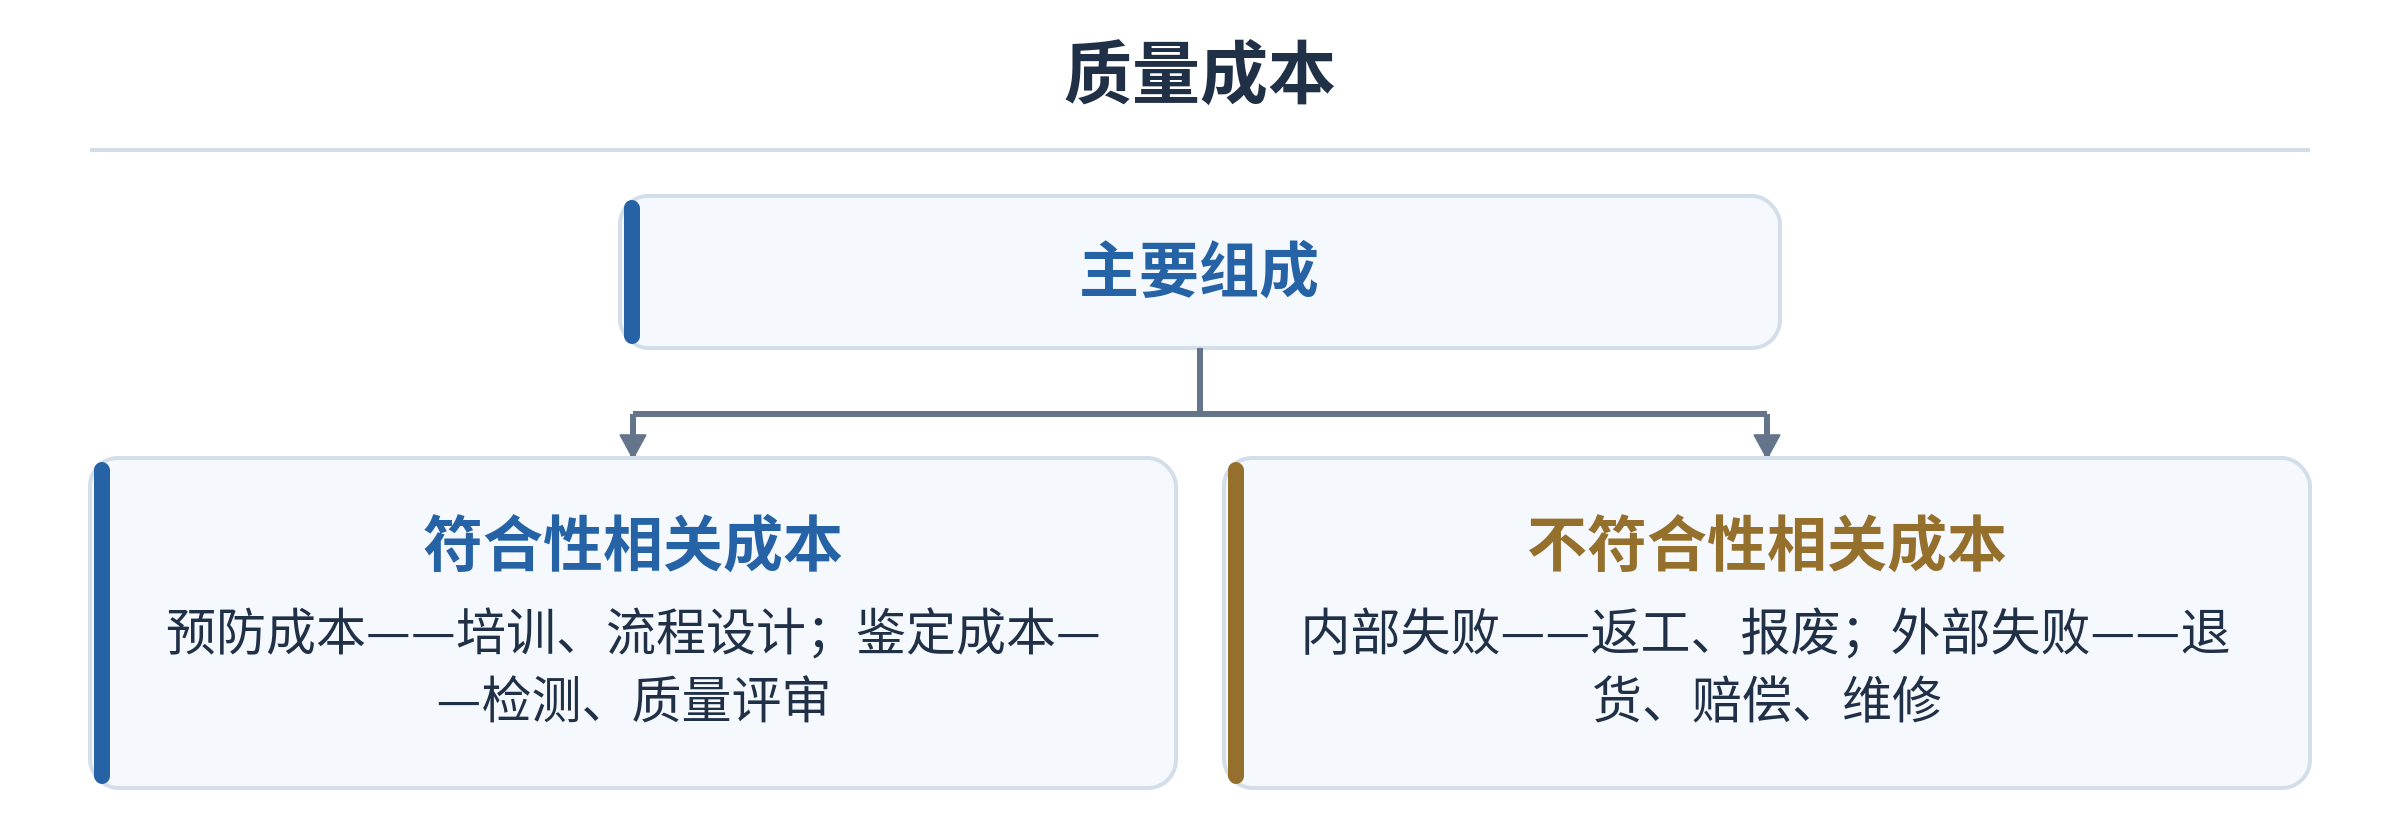 质量成本
主要组成
符合性相关成本
预防成本——培训、流程设计；鉴定成本—
—检测、质量评审
不符合性相关成本
内部失败——返工、报废；外部失败——退
货、赔偿、维修